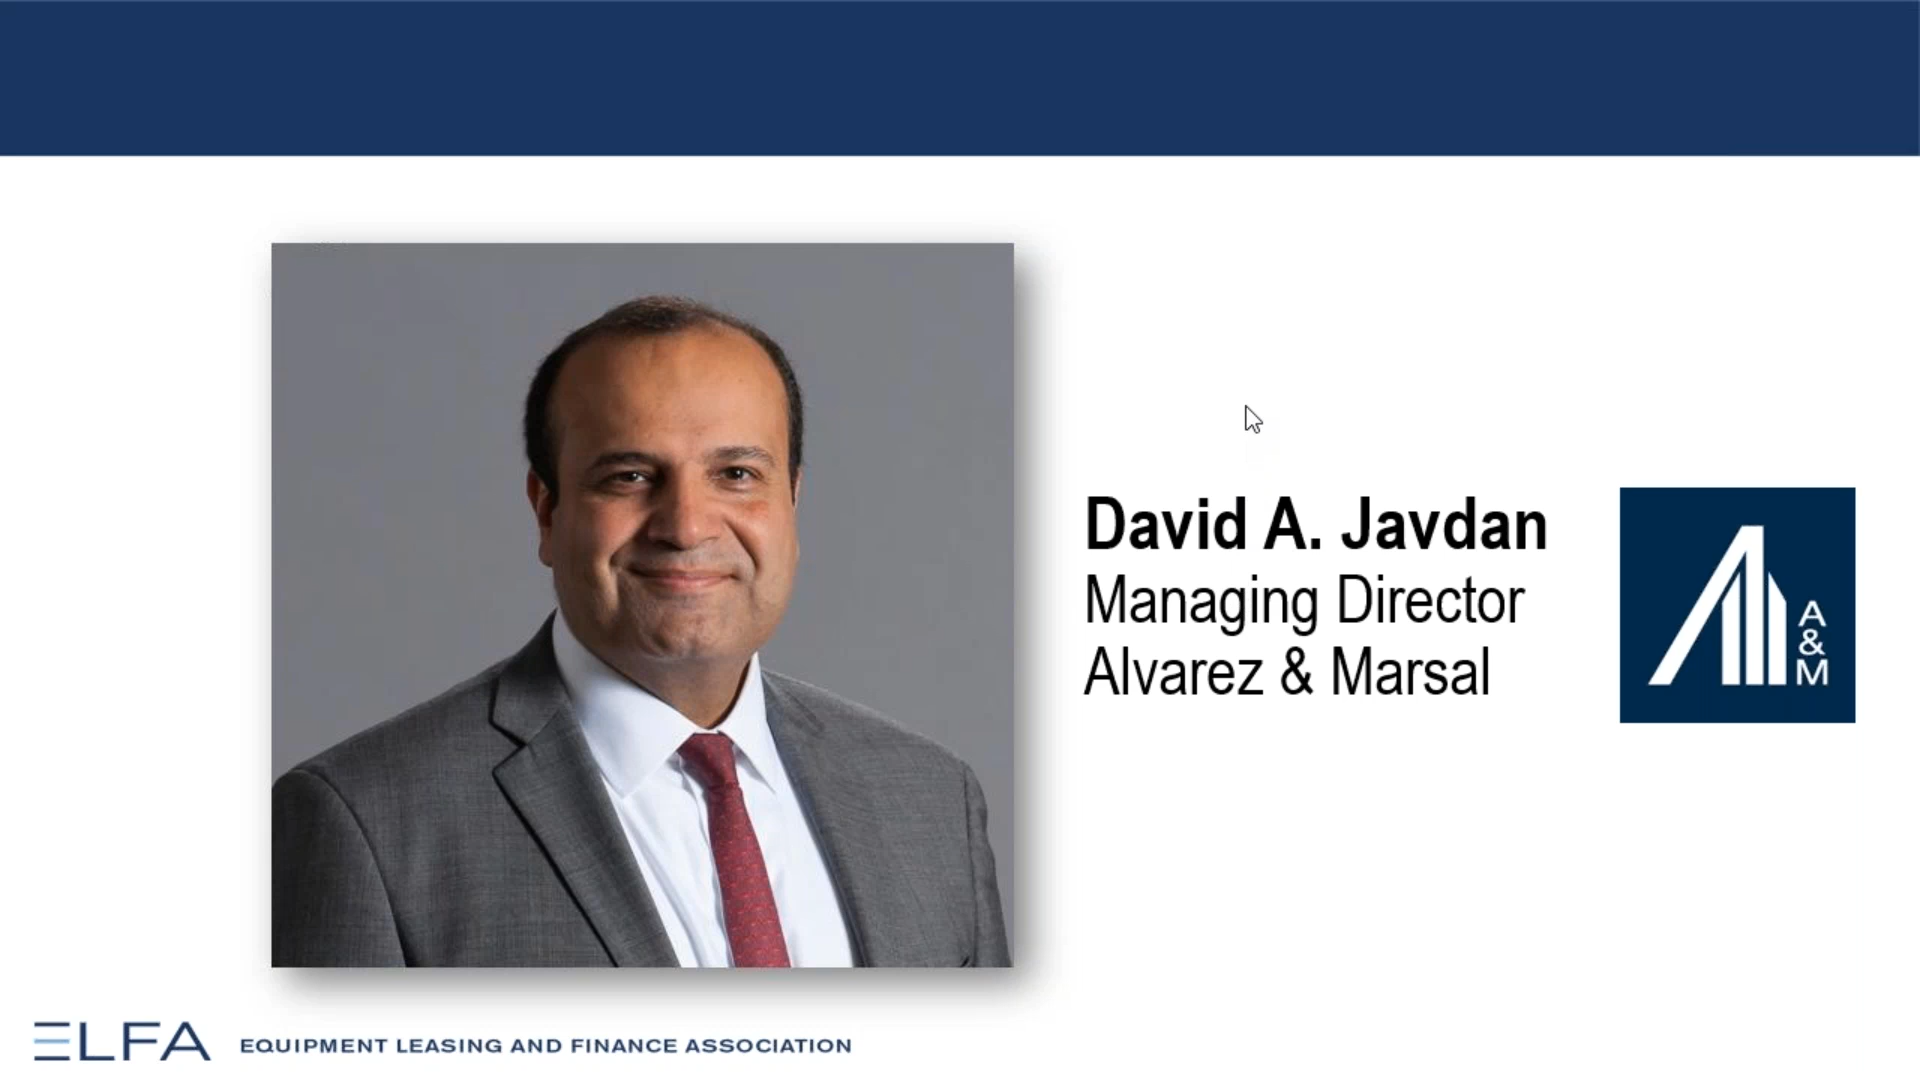 David A. Javdan
Managing Director
Alvarez & Marsal
A
&
M
ELFA EQUIPMENT LEASING AND FINANCE ASSOCIATION